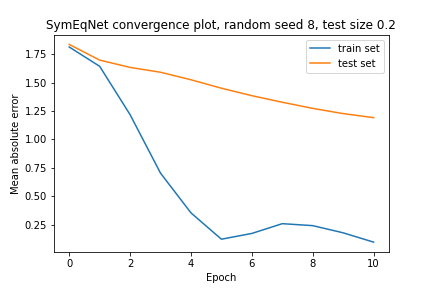 SymEqNet convergence plot, random seed 8, test size 0.2
train set
test set
1.75
1.50
1.25
1.00
0.75
0.50
0.25
Mean absolute error
0 2 4 6 8 10
Epoch